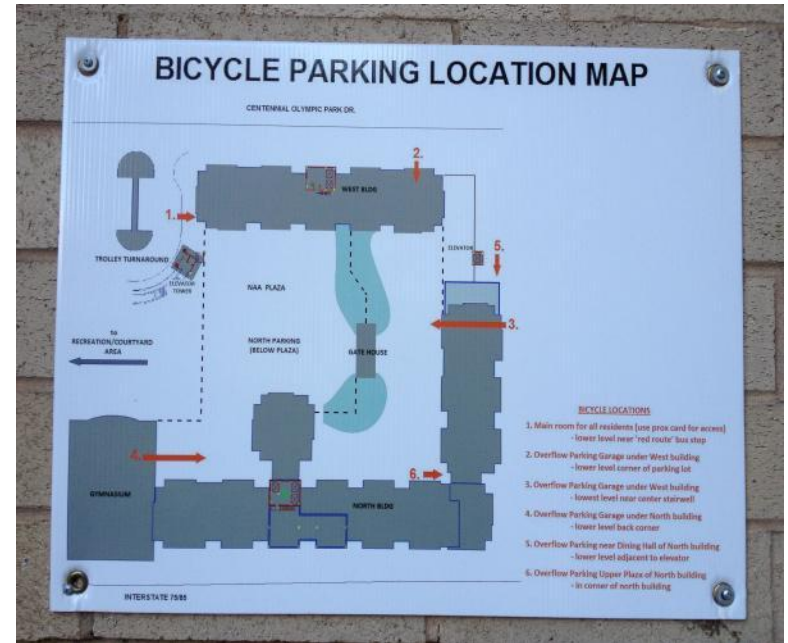 BICYCLE PARKING LOCATION MAP
CENTENNIAL OLYMPIC PARK DR.
2.
WEST BLDG
1.
ELEVATOR
5.
TROLLEY TURNAROUND
ELEVATOR
TOWER
NAA PLAZA
3.
to
RECREATION/COURTYARD
AREA
NORTH PARKING
(BELOW PLAZA)
GATE HOUSE
BICYCLE LOCATIONS
1. Main room for all residents (use prox card for access)
- lower level near 'red route' bus stop
2. Overflow Parking Garage under West building
- lower level corner of parking lot
3. Overflow Parking Garage under West building
- lowest level near center stairwell
4. Overflow Parking Garage under North building
- lower level back corner
5. Overflow Parking near Dining Hall of North building
- lower level adjacent to elevator
6. Overflow Parking Upper Plaza of North building
- in corner of north building
4.
6.
GYMNASIUM
NORTH BLDG
INTERSTATE 75/85